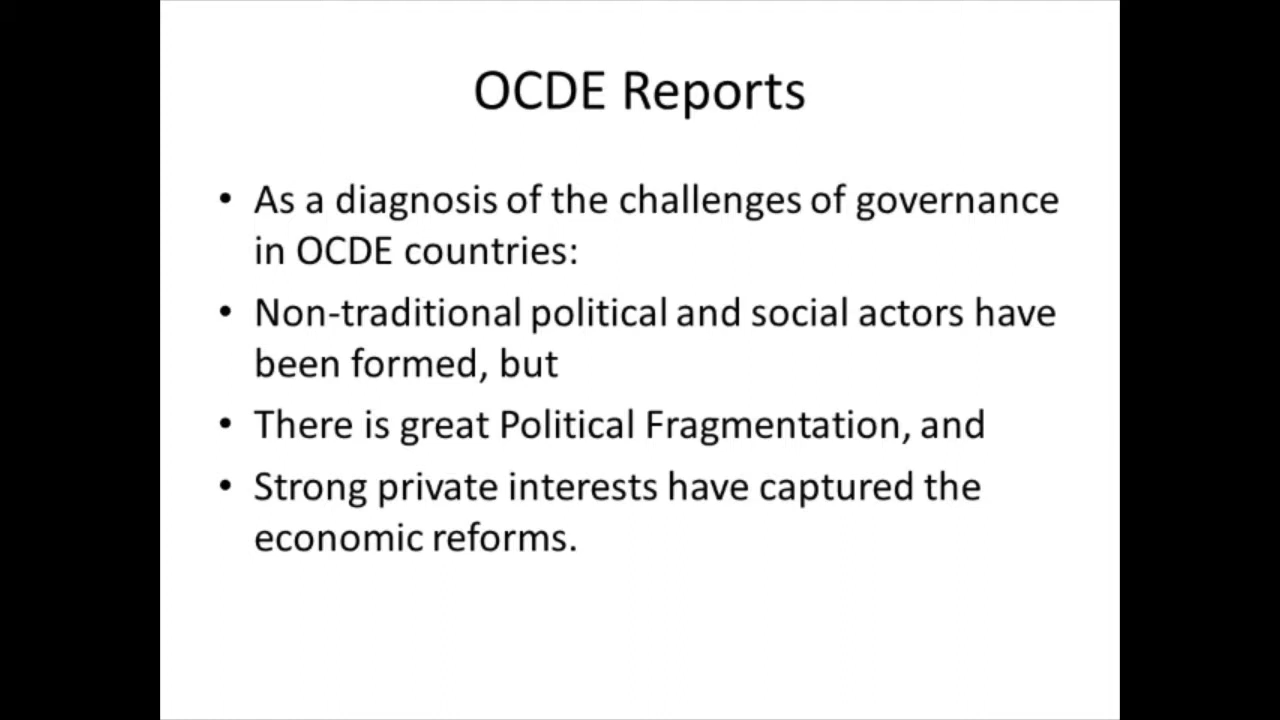 OCDE Reports
• As a diagnosis of the challenges of governance
in OCDE countries:
• Non-traditional political and social actors have
been formed, but
• There is great Political Fragmentation, and
• Strong private interests have captured the
economic reforms.